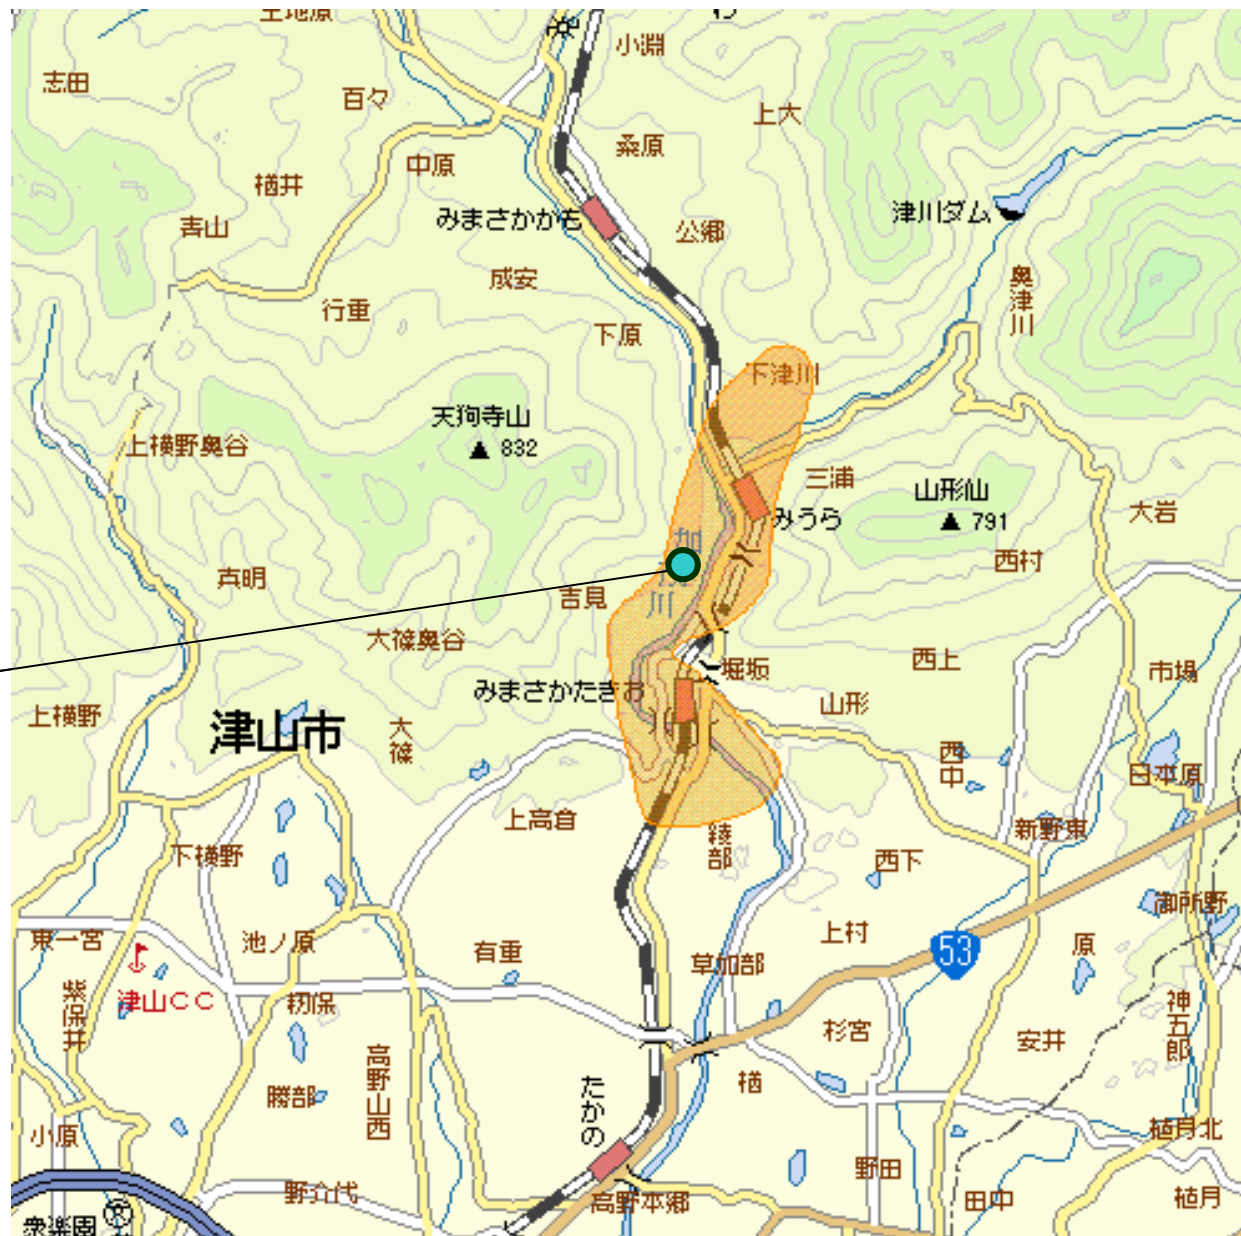 小淵
志田
百々
上大
桑原
中原
楢井
青山
みまさかかも
公郷
津川ダム
成安
奥津川
行重
下原
下津川
天狗寺山
832
上横野奥谷
三浦
山形仙
791
みうら
大岩
西村
真明
吉見
大篠奥谷
堀坂
西上
市場
みまさかたきお
山形
上横野
津山市
大篠
西中
日本原
上高倉
綾部
新野東
下横野
西下
御所野
東一宮
池ノ原
有重
草加部
上村
53
原
紫保井
津山CC
籾保
杉宮
安井
神五郎
高野山西
勝部
楢
たかの
小原
植月北
野介代
野田
高野本郷
田中
植月
衆楽園